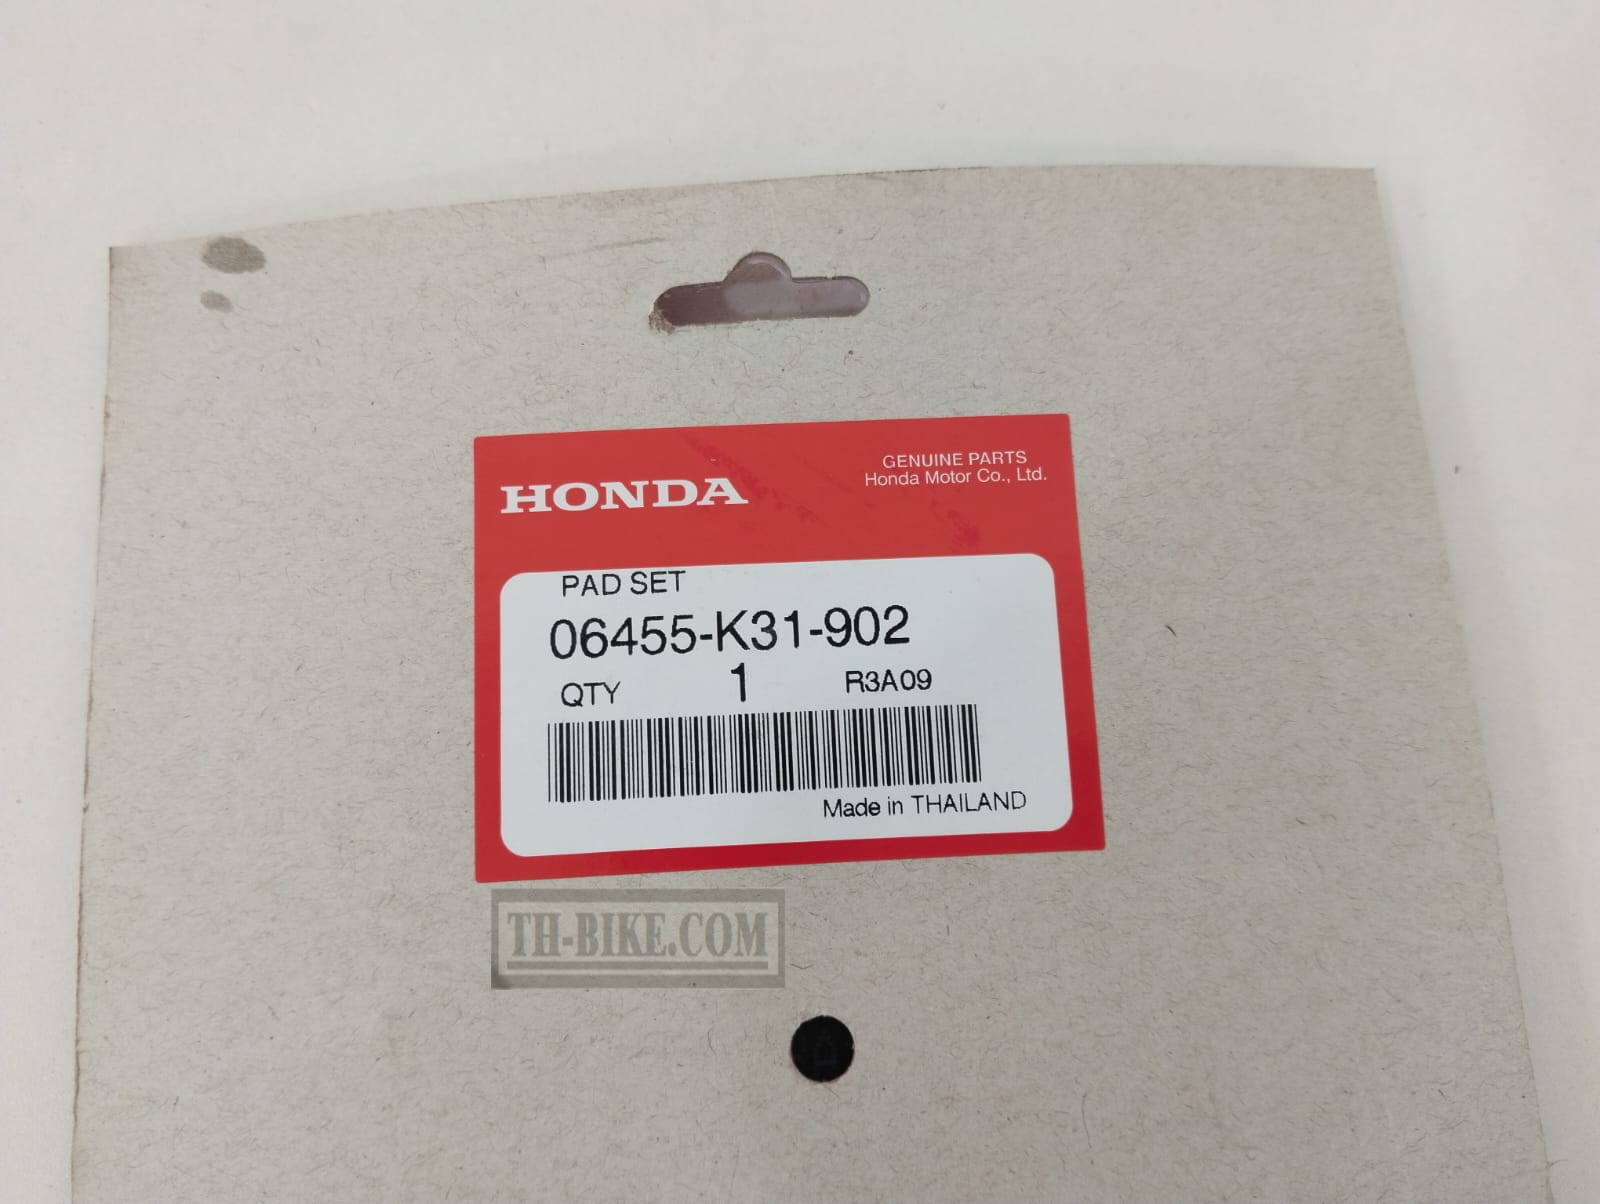 GENUINE PARTS
Honda Motor Co., Ltd.
HONDA
PAD SET
06455-K31-902
QTY 1 R3A09
Made in THAILAND
TH-BIKE.COM